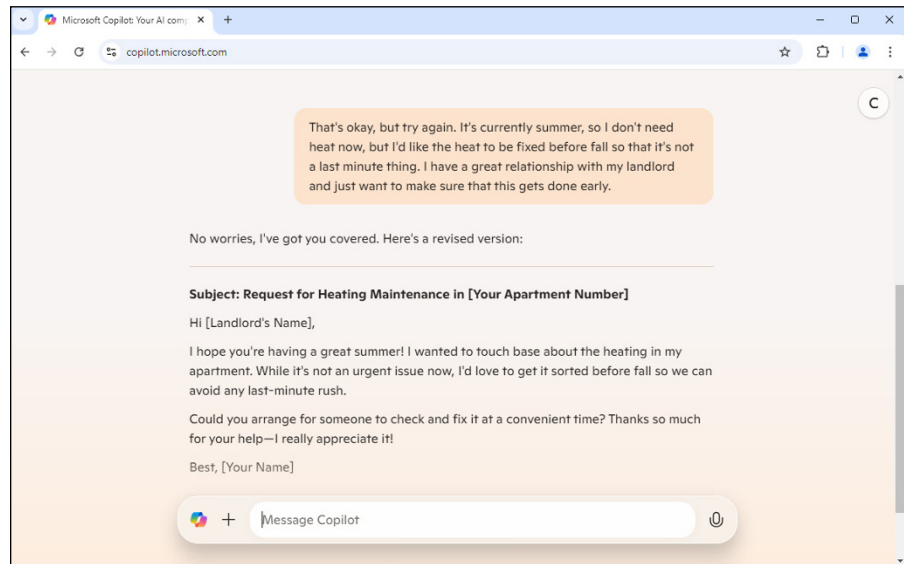 Microsoft Copilot: Your AI comp
copilot.microsoft.com
C
That's okay, but try again. It's currently summer, so I don't need
heat now, but I'd like the heat to be fixed before fall so that it's not
a last minute thing. I have a great relationship with my landlord
and just want to make sure that this gets done early.
No worries, I've got you covered. Here's a revised version:
Subject: Request for Heating Maintenance in [Your Apartment Number]
Hi [Landlord's Name],
I hope you're having a great summer! I wanted to touch base about the heating in my
apartment. While it's not an urgent issue now, I'd love to get it sorted before fall so we can
avoid any last-minute rush.
Could you arrange for someone to check and fix it at a convenient time? Thanks so much
for your help—I really appreciate it!
Best, [Your Name]
Message Copilot